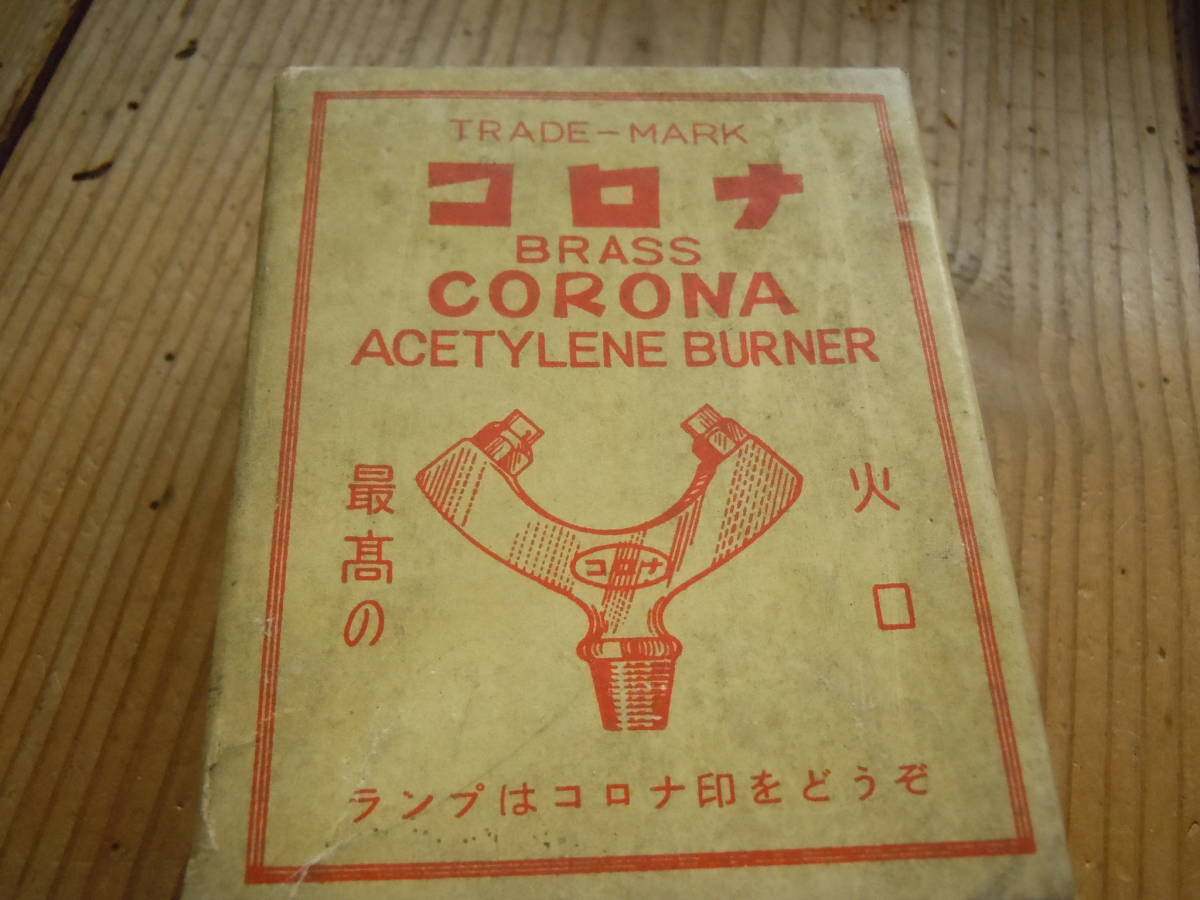 TRADE-MARK
コロナ
BRASS
CORONA
ACETYLENE BURNER
最髙の
火口
コロナ
ランプはコロナ印をどうぞ